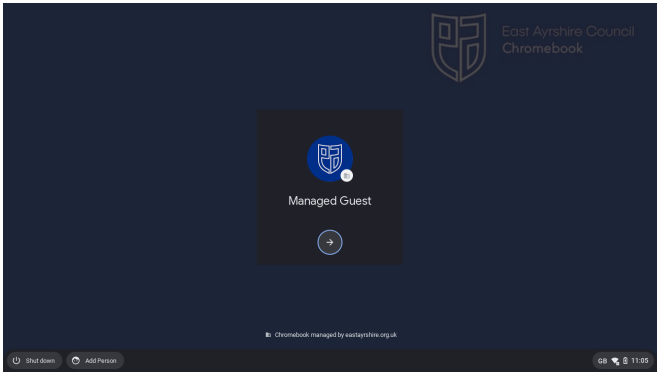 East Ayrshire Council
Chromebook
Managed Guest
Chromebook managed by eastayrshire.org.uk
Shut down
Add Person
GB
11:05